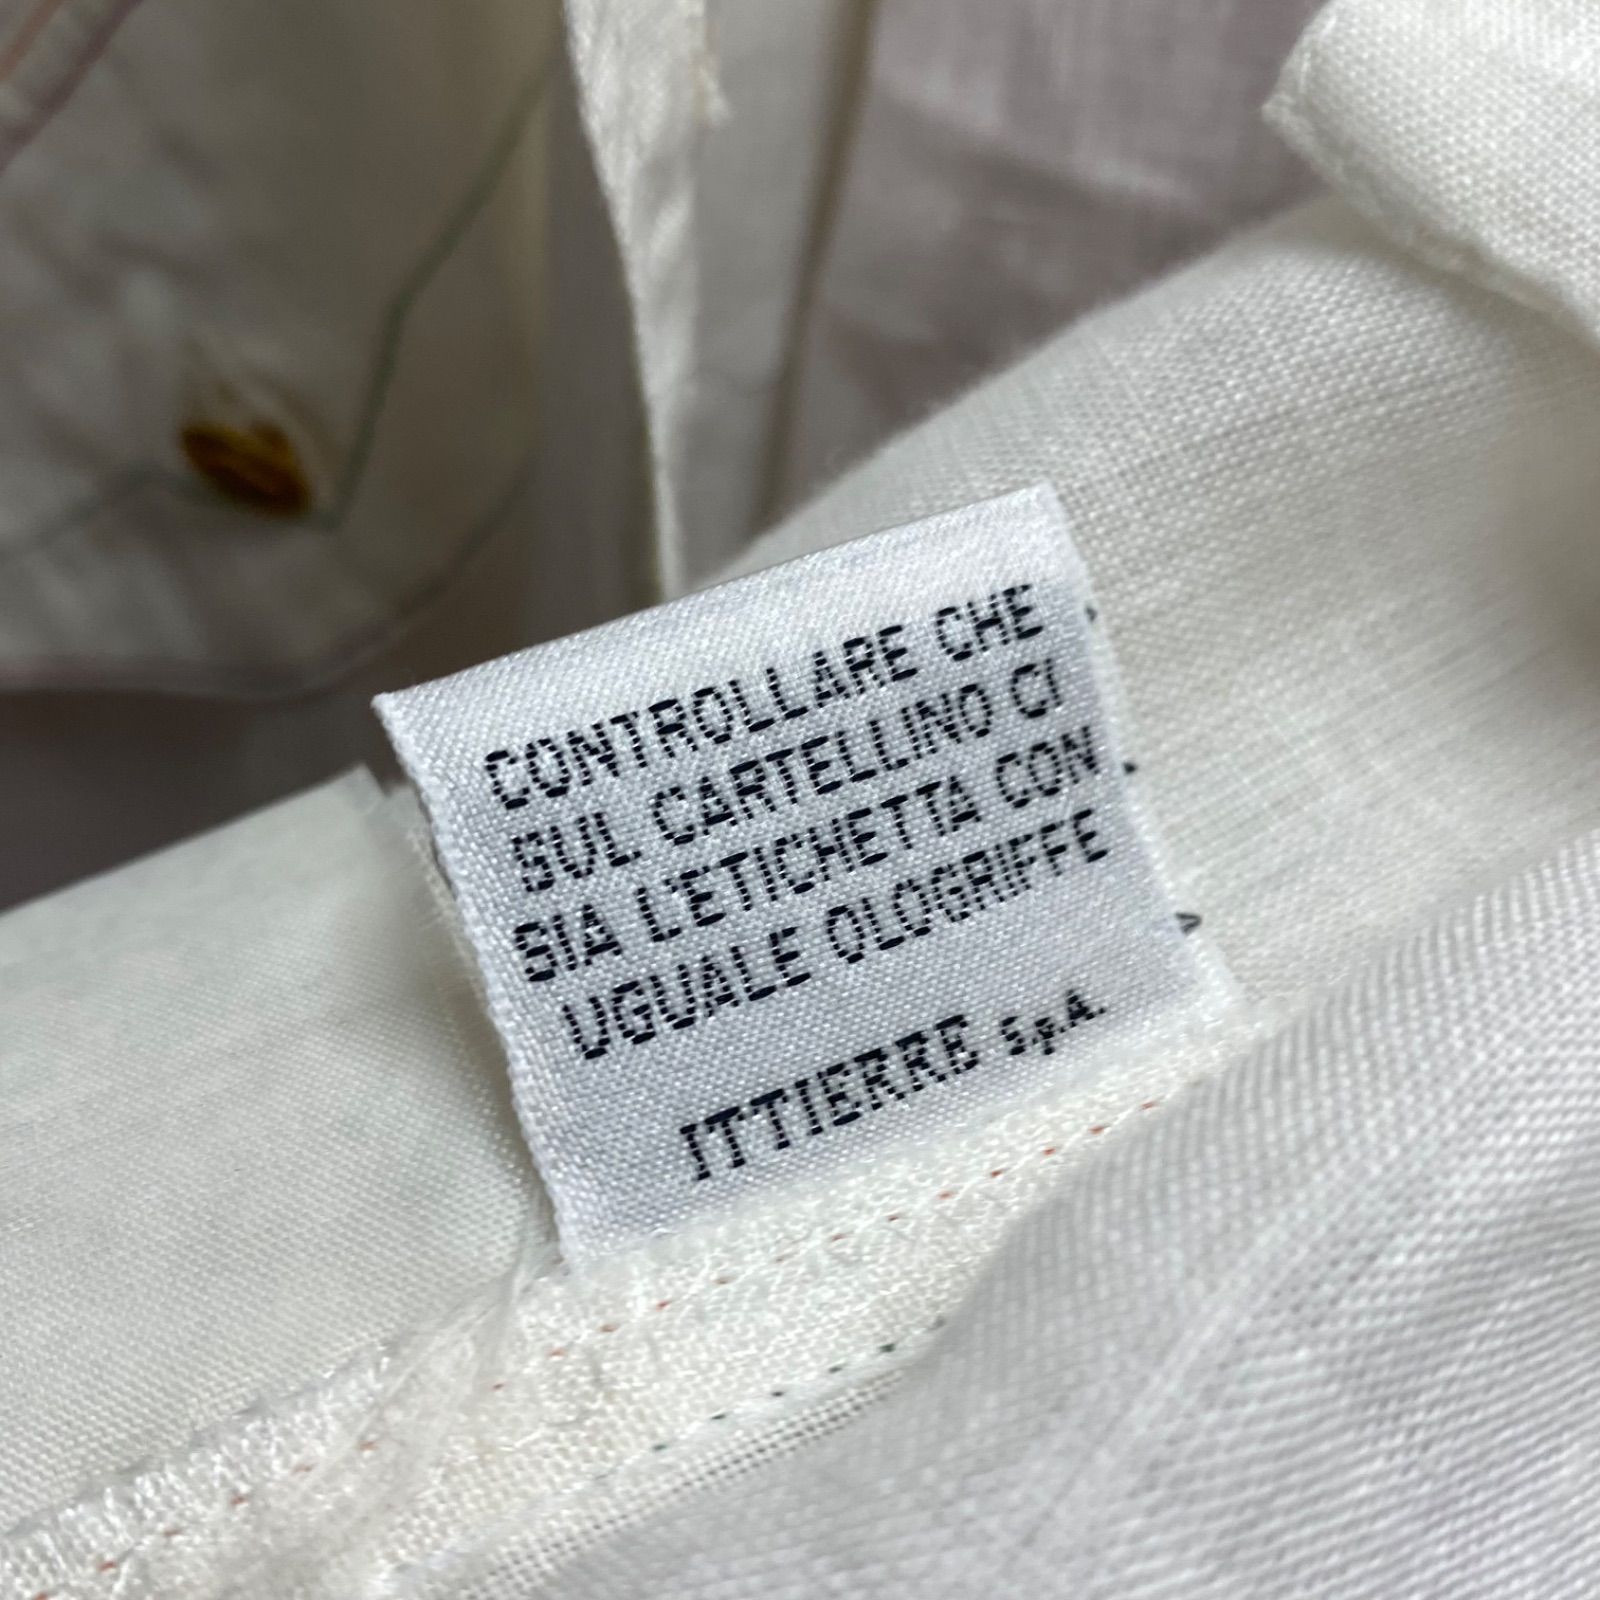 CONTROLLARE CHE
SUL CARTELLINO CI
SIA L'ETICHETTA CON
UGUALE OLOGRIFFE
ITTIERRE S.p.A.